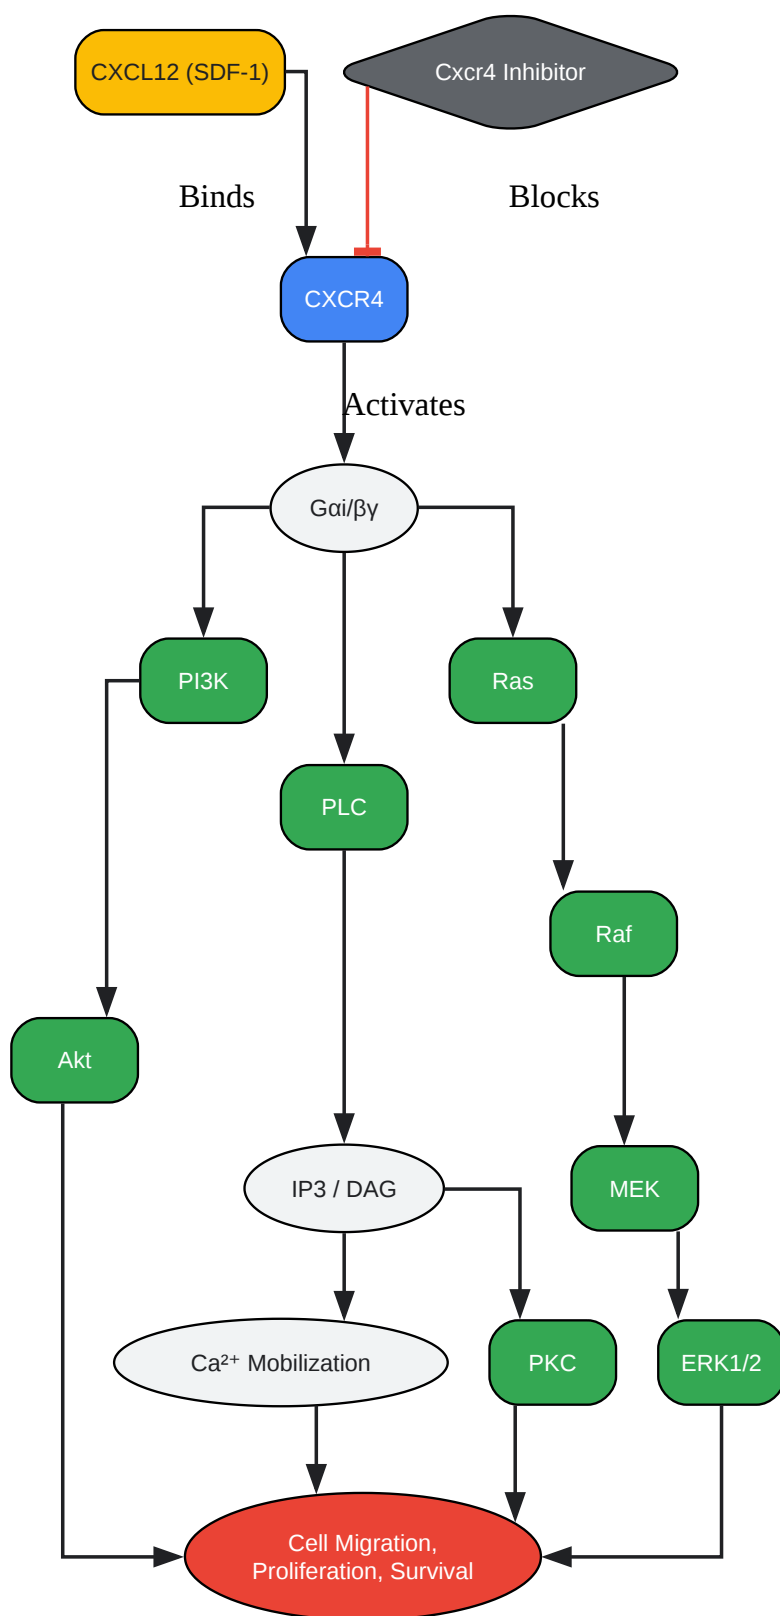 CXCL12 (SDF-1)
Cxcr4 Inhibitor
Binds
Blocks
CXCR4
Activates
Gαi/βγ
PI3K
Ras
PLC
Raf
Akt
IP3 / DAG
MEK
Ca²⁺ Mobilization
PKC
ERK1/2
Cell Migration,
Proliferation, Survival